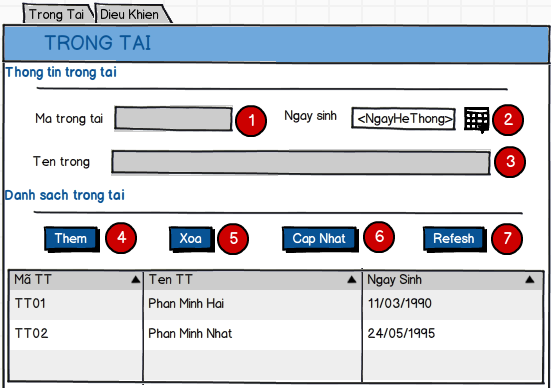 Trong Tai Dieu Khien
TRONG TAI
Thong tin trong tai
Ma trong tai 1 Ngay sinh <NgayHeThong> 2
Ten trong 3
Danh sach trong tai
Them 4 Xoa 5 Cap Nhat 6 Refesh 7
Mã TT Ten TT Ngay Sinh
TT01 Phan Minh Hai 11/03/1990
TT02 Phan Minh Nhat 24/05/1995